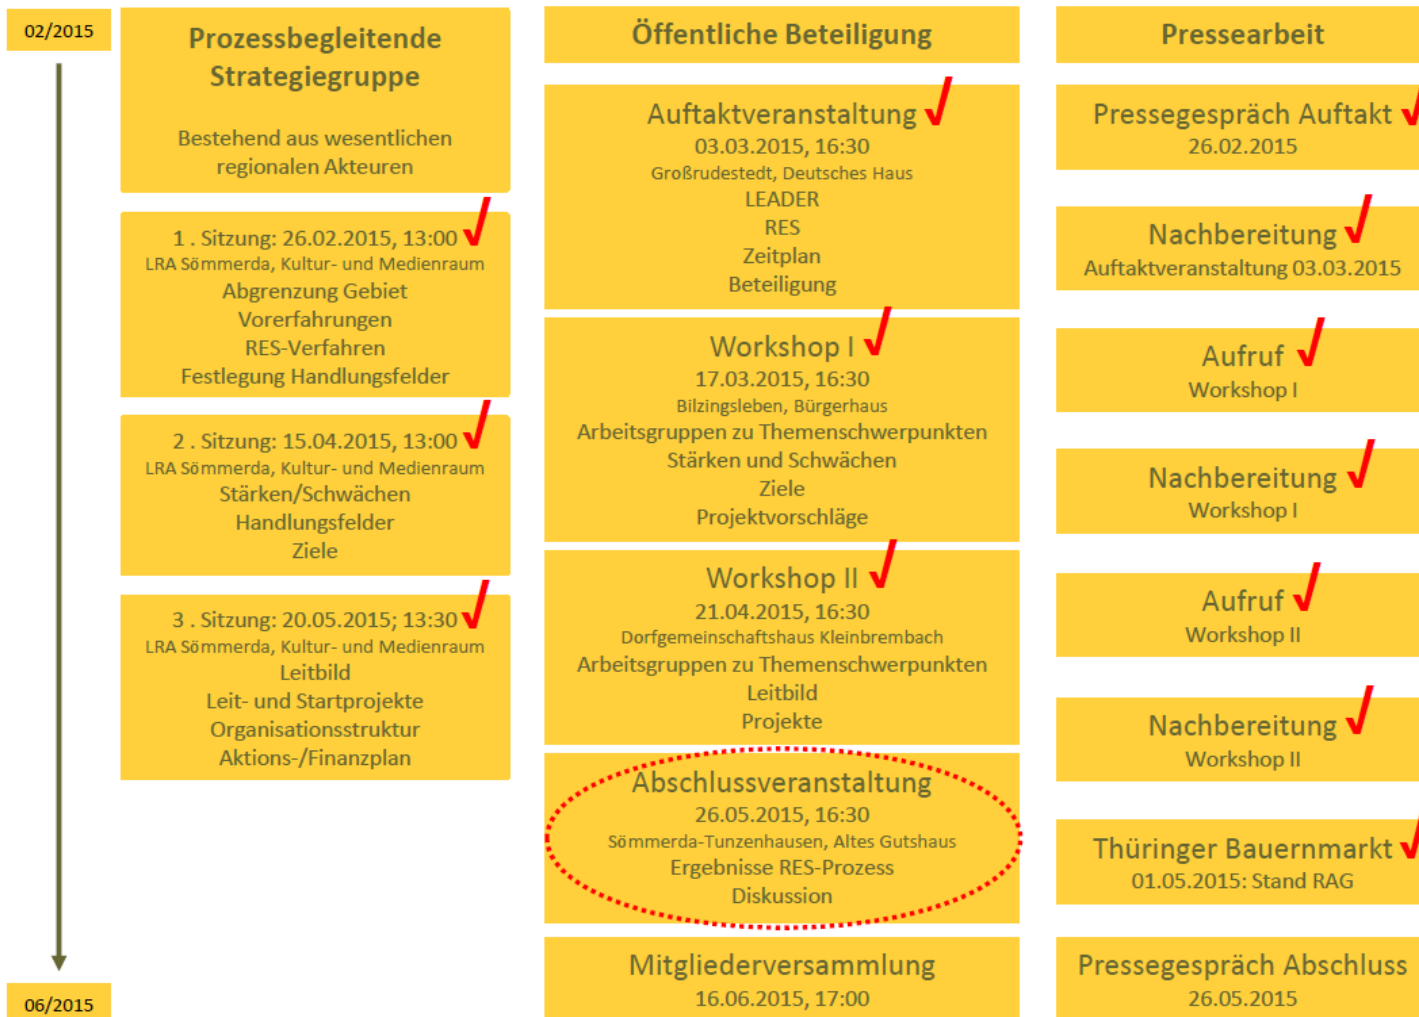 02/2015
Prozessbegleitende
Strategiegruppe
Bestehend aus wesentlichen
regionalen Akteuren
1 . Sitzung: 26.02.2015, 13:00
LRA Sömmerda, Kultur- und Medienraum
Abgrenzung Gebiet
Vorerfahrungen
RES-Verfahren
Festlegung Handlungsfelder
2 . Sitzung: 15.04.2015, 13:00
LRA Sömmerda, Kultur- und Medienraum
Stärken/Schwächen
Handlungsfelder
Ziele
3 . Sitzung: 20.05.2015; 13:30
LRA Sömmerda, Kultur- und Medienraum
Leitbild
Leit- und Startprojekte
Organisationsstruktur
Aktions-/Finanzplan
06/2015
Öffentliche Beteiligung
Auftaktveranstaltung
03.03.2015, 16:30
Großrudestedt, Deutsches Haus
LEADER
RES
Zeitplan
Beteiligung
Workshop I
17.03.2015, 16:30
Bilzingsleben, Bürgerhaus
Arbeitsgruppen zu Themenschwerpunkten
Stärken und Schwächen
Ziele
Projektvorschläge
Workshop II
21.04.2015, 16:30
Dorfgemeinschaftshaus Kleinbrembach
Arbeitsgruppen zu Themenschwerpunkten
Leitbild
Projekte
Abschlussveranstaltung
26.05.2015, 16:30
Sömmerda-Tunzenhausen, Altes Gutshaus
Ergebnisse RES-Prozess
Diskussion
Mitgliederversammlung
16.06.2015, 17:00
Pressearbeit
Pressegespräch Auftakt
26.02.2015
Nachbereitung
Auftaktveranstaltung 03.03.2015
Aufruf
Workshop I
Nachbereitung
Workshop I
Aufruf
Workshop II
Nachbereitung
Workshop II
Thüringer Bauernmarkt
01.05.2015: Stand RAG
Pressegespräch Abschluss
26.05.2015